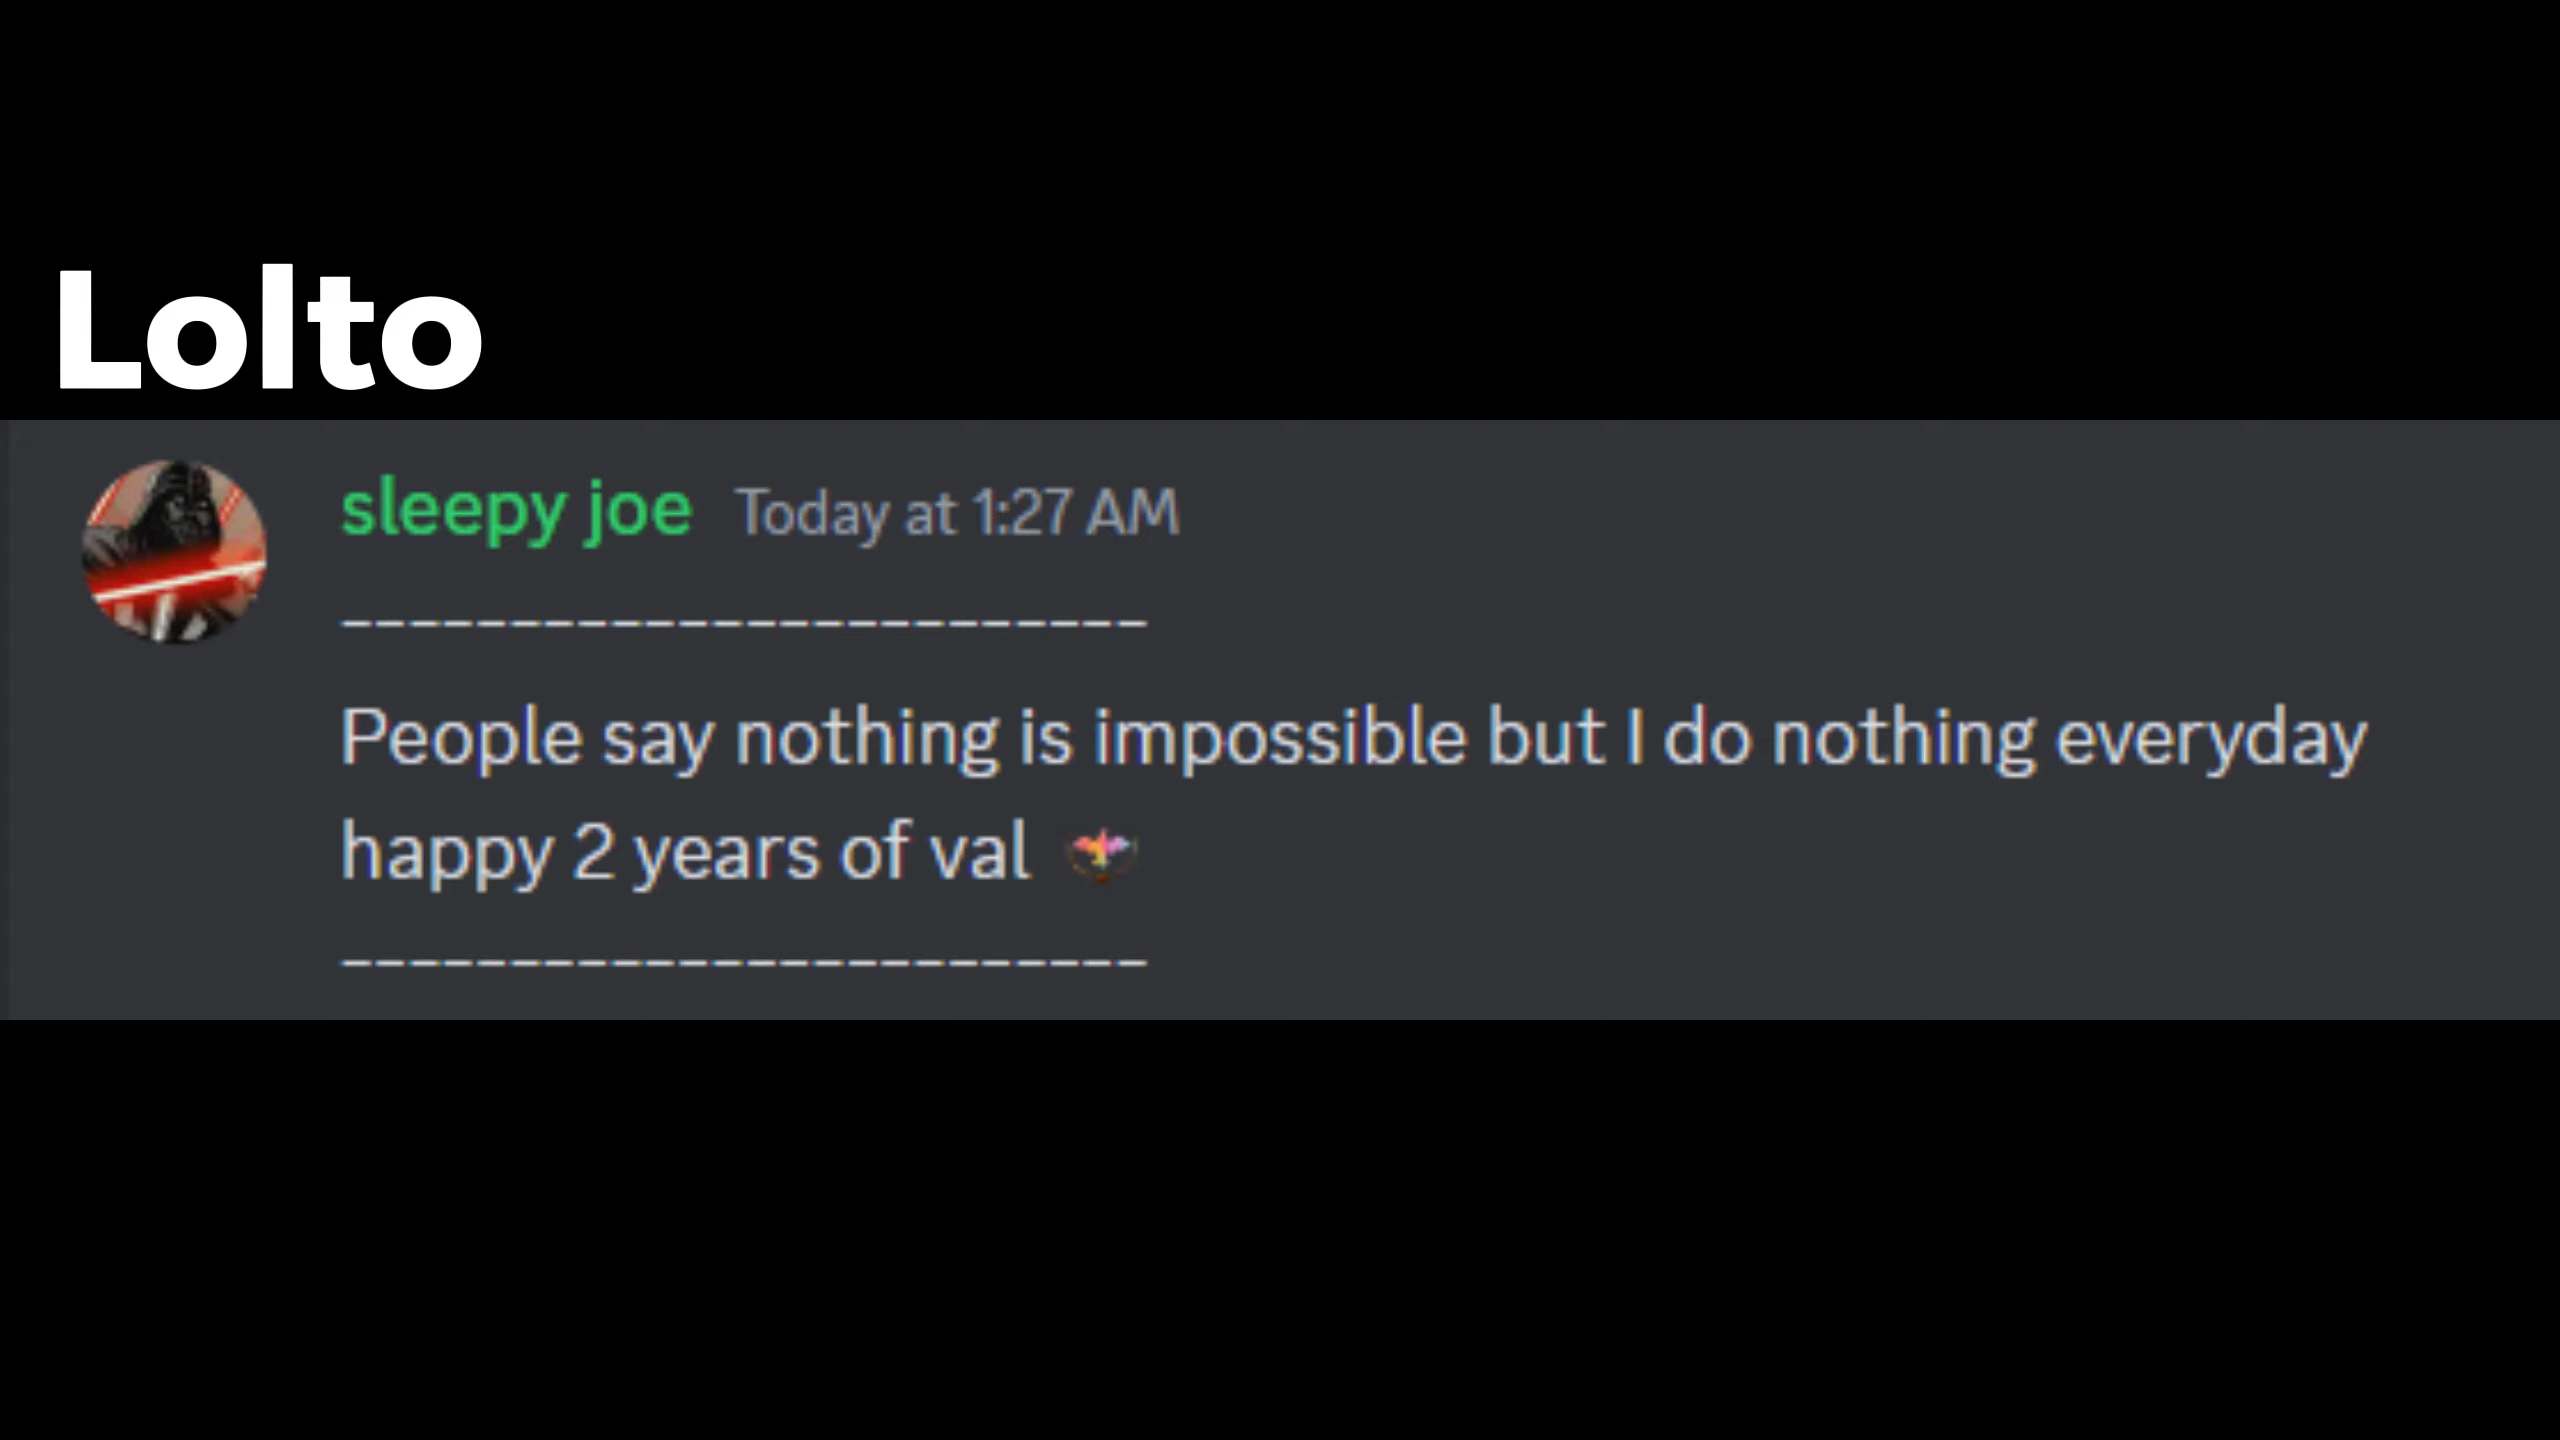 Lolto
sleepy joe Today at 1:27 AM
------------------------
People say nothing is impossible but I do nothing everyday
happy 2 years of val
------------------------